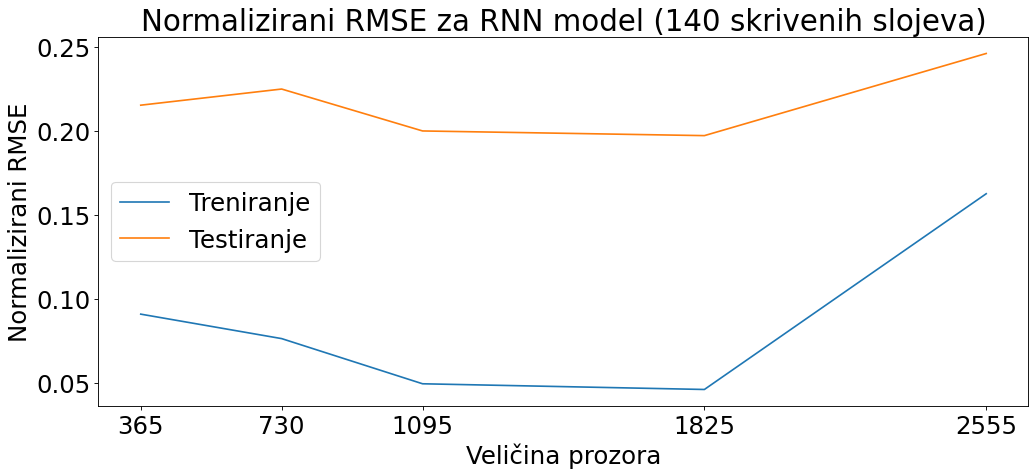 Normalizirani RMSE za RNN model (140 skrivenih slojeva)
Normalizirani RMSE
0.25
0.20
0.15
0.10
0.05
Treniranje
Testiranje
365 730 1095 1825 2555
Veličina prozora